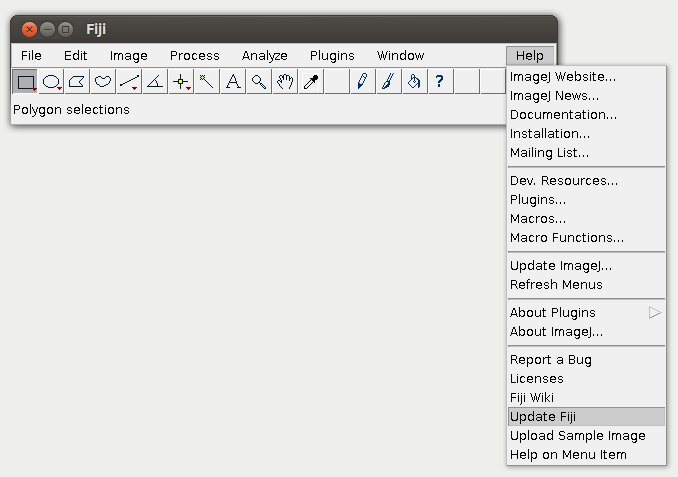 Fiji
File Edit Image Process Analyze Plugins Window Help
A ?
Polygon selections
ImageJ Website...
ImageJ News...
Documentation...
Installation...
Mailing List...
Dev. Resources...
Plugins...
Macros...
Macro Functions...
Update ImageJ...
Refresh Menus
About Plugins
About ImageJ...
Report a Bug
Licenses
Fiji Wiki
Update Fiji
Upload Sample Image
Help on Menu Item